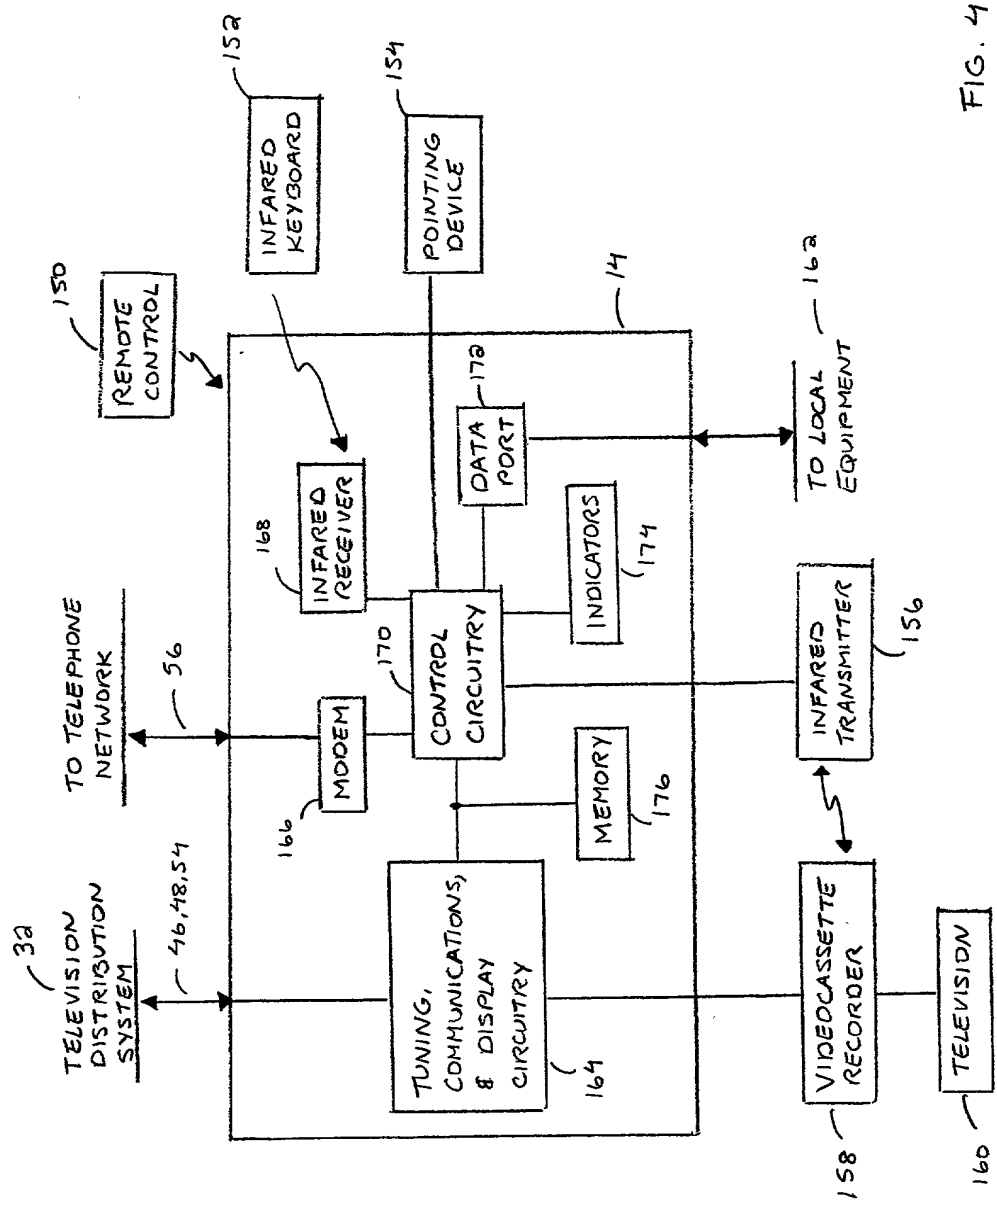 32
TELEVISION
DISTRIBUTION
SYSTEM
46,48,54
TO TELEPHONE
NETWORK
56
150
REMOTE
CONTROL
152
INFARED
KEYBOARD
154
POINTING
DEVICE
14
166
MODEM
168
INFARED
RECEIVER
170
CONTROL
CIRCUITRY
172
DATA
PORT
TUNING,
COMMUNICATIONS,
& DISPLAY
CIRCUITRY
164
MEMORY
176
INDICATORS
174
158
VIDEOCASSETTE
RECORDER
INFARED
TRANSMITTER
156
TO LOCAL
EQUIPMENT
162
160
TELEVISION
FIG. 4